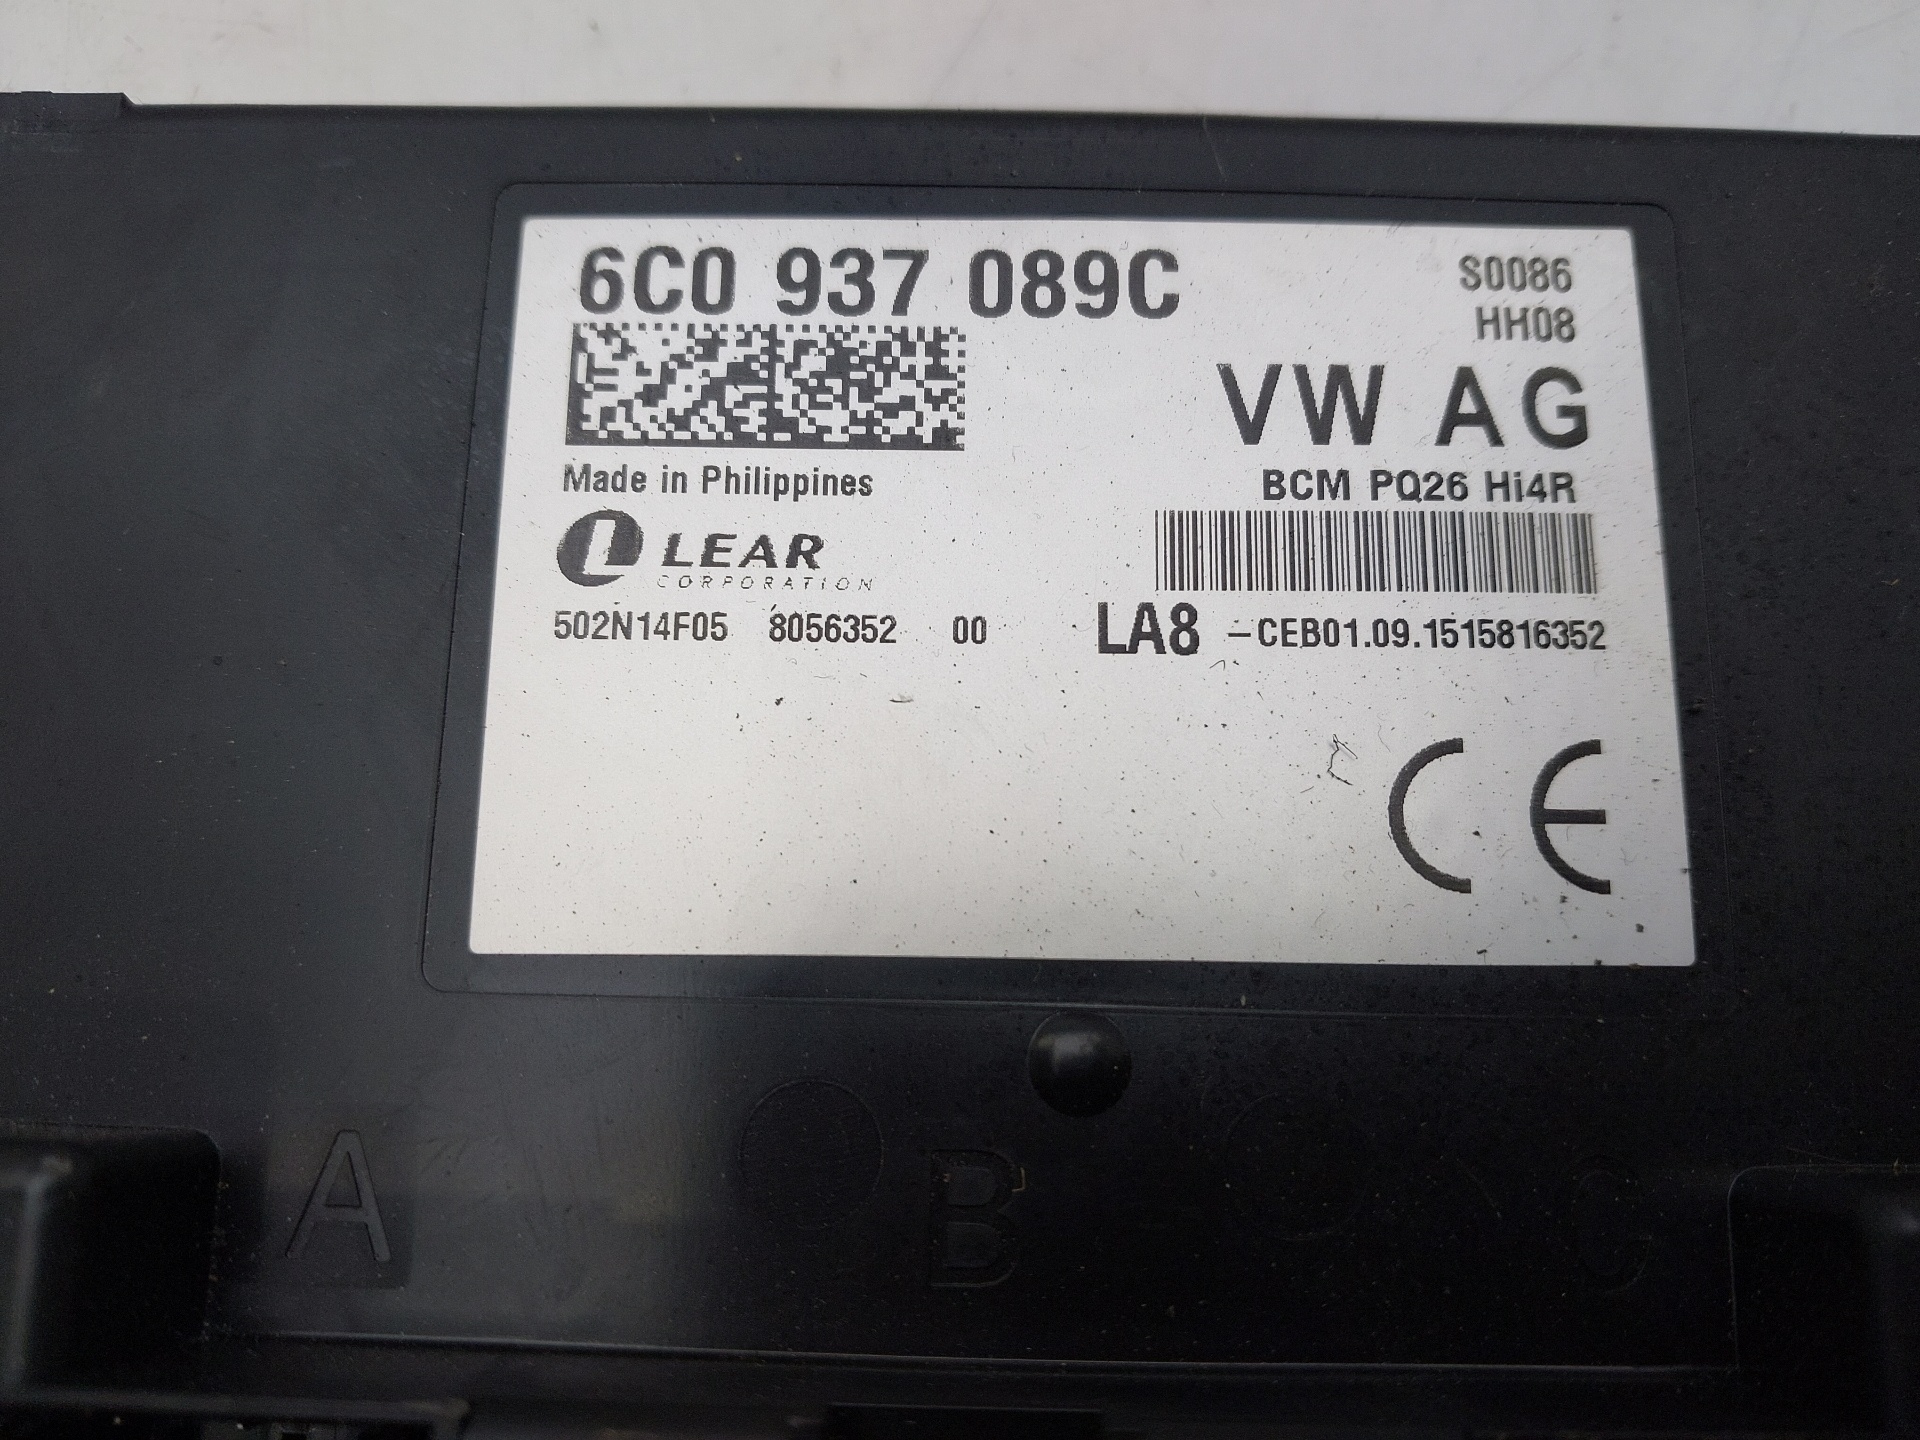 6C0 937 089C
S0086
HH08
VW AG
Made in Philippines
BCM PQ26 Hi4R
L LEAR
CORPORATION
502N14F05 8056352 00
LA8 -CEB01.09.1515816352
CE
A B C